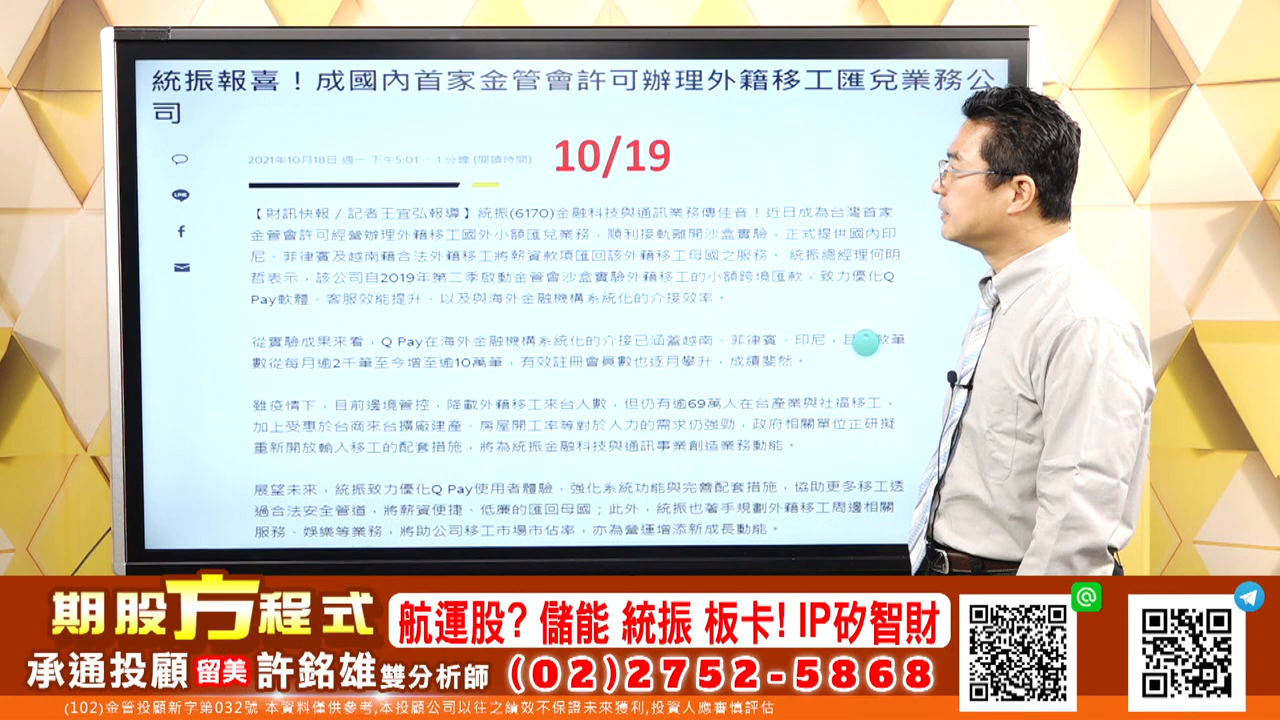 統振報喜！成國內首家金管會許可辦理外籍移工匯兌業務公
司
2021年10月18日 週一 下午5:01 · 1 分鐘 (閱讀時間)
10/19
LINE
【財訊快報／記者王宜弘報導】統振(6170)金融科技與通訊業務傳佳音！近日成為台灣首家
金管會許可經營辦理外籍移工國外小額匯兌業務，順利接軌離開沙盒實驗，正式提供國內印
尼、菲律賓及越南籍合法外籍移工將薪資款項匯回該外籍移工母國之服務。 統振總經理何明
哲表示，該公司自2019年第二季啟動金管會沙盒實驗外籍移工的小額跨境匯款，致力優化Q
Pay軟體、客服效能提升、以及與海外金融機構系統化的介接效率。
從實驗成果來看，Q Pay在海外金融機構系統化的介接已涵蓋越南、菲律賓、印尼，且 款筆
數從每月逾2千筆至今增至逾10萬筆，有效註冊會員數也逐月攀升，成績斐然。
雖疫情下，目前邊境管控，降載外籍移工來台人數，但仍有逾69萬人在台產業與社福移工，
加上受惠於台商來台擴廠建產、房屋開工率等對於人力的需求仍強勁，政府相關單位正研擬
重新開放輸入移工的配套措施，將為統振金融科技與通訊事業創造業務動能。
展望未來，統振致力優化Q Pay使用者體驗，強化系統功能與完善配套措施，協助更多移工透
過合法安全管道，將薪資便捷、低廉的匯回母國；此外，統振也著手規劃外籍移工周邊相關
服務、娛樂等業務，將助公司移工市場市佔率，亦為營運增添新成長動能。
期股方程式
航運股? 儲能 統振 板卡! IP矽智財
承通投顧 留美 許銘雄 雙分析師 (02)2752-5868
(102)金管投顧新字第032號 本資料僅供參考,本投顧公司以往之績效不保證未來獲利,投資人應審慎評估